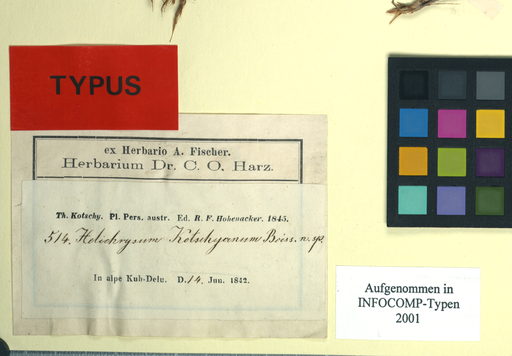 TYPUS
ex Herbario A. Fischer.
Herbarium Dr. C. O. Harz.
Th. Kotschy. Pl. Pers. austr. Ed. R. F. Hohenacker. 1845.
514. Helichrysum Kotschyanum Boiss. n. sp.
In alpe Kuh-Delu. D. 14. Jun. 1842.
Aufgenommen in
INFOCOMP-Typen
2001